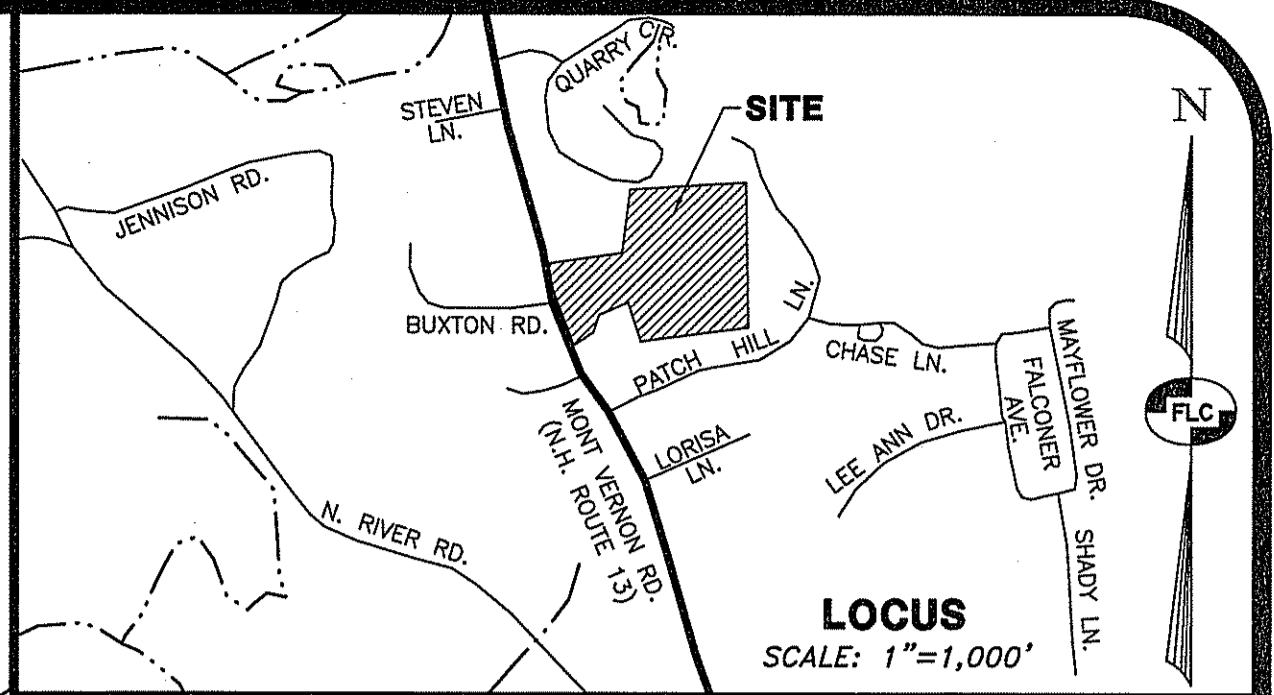 QUARRY CIR.
STEVEN
LN.
SITE
N
JENNISON RD.
BUXTON RD.
PATCH HILL LN.
CHASE LN.
MAYFLOWER DR.
FALCONER
AVE.
FLC
MONT VERNON RD.
(N.H. ROUTE 13)
LORISA
LN.
LEE ANN DR.
N. RIVER RD.
SHADY LN.
LOCUS
SCALE: 1"=1,000'